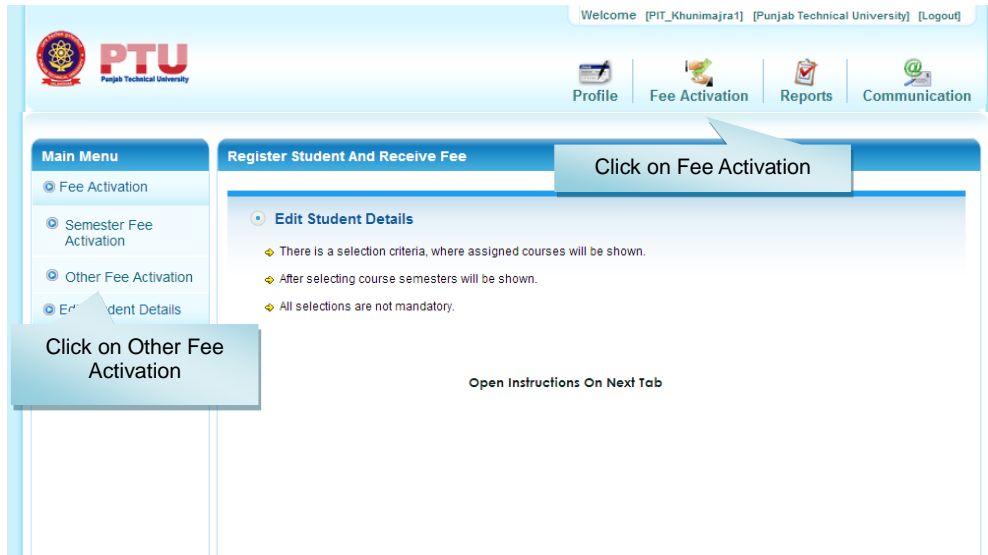 Welcome [PIT_Khunimajra1] [Punjab Technical University] [Logout]
PTU
Punjab Technical University
Profile
Fee Activation
Reports
Communication
Main Menu
Fee Activation
Semester Fee
Activation
Other Fee Activation
Student Details
Click on Other Fee
Activation
Register Student And Receive Fee
Click on Fee Activation
Edit Student Details
There is a selection criteria, where assigned courses will be shown.
After selecting course semesters will be shown.
All selections are not mandatory.
Open Instructions On Next Tab